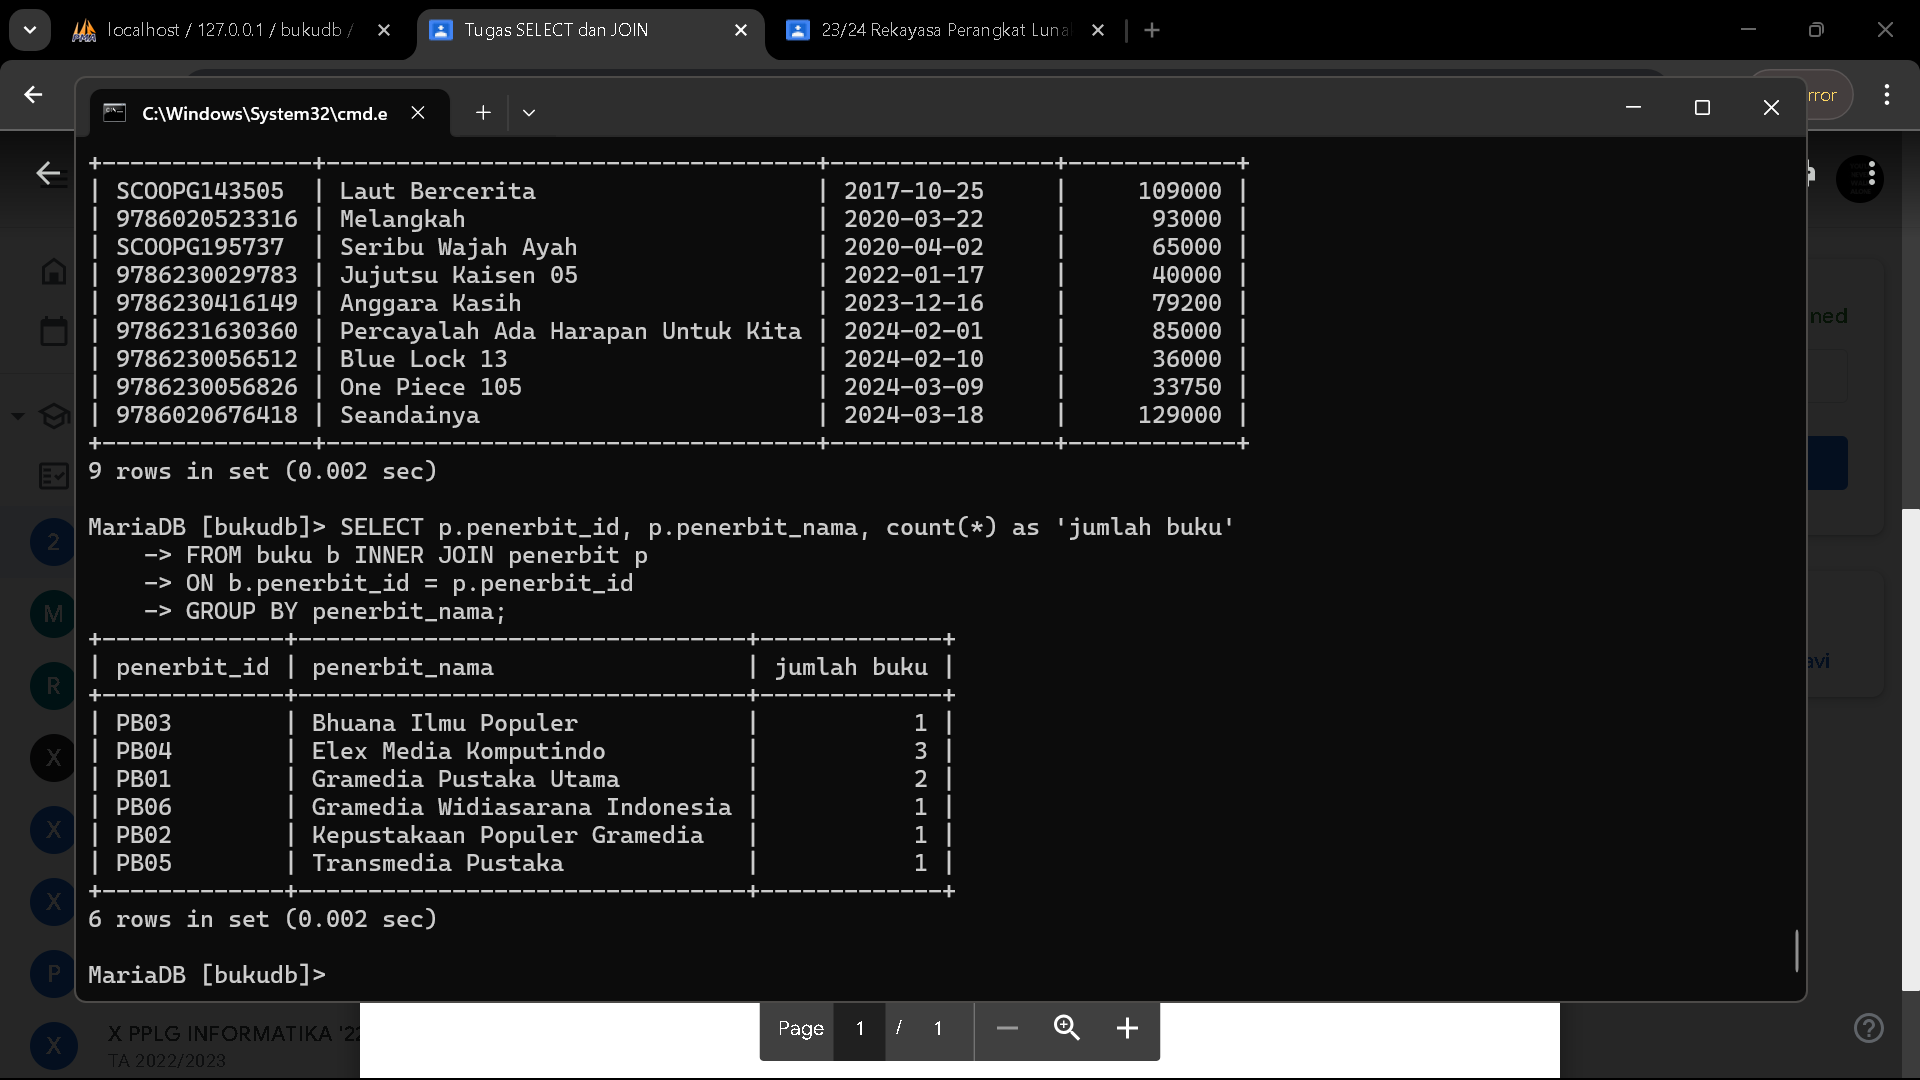 localhost / 127.0.0.1 / bukudb /
Tugas SELECT dan JOIN
23/24 Rekayasa Perangkat Luna
rror
C:\Windows\System32\cmd.e
+---------------+-----------------------------------+----------------+------------+
| SCOOPG143505  | Laut Bercerita                    | 2017-10-25     |     109000 |
| 9786020523316 | Melangkah                         | 2020-03-22     |      93000 |
| SCOOPG195737  | Seribu Wajah Ayah                 | 2020-04-02     |      65000 |
| 9786230029783 | Jujutsu Kaisen 05                 | 2022-01-17     |      40000 |
| 9786230416149 | Anggara Kasih                     | 2023-12-16     |      79200 |
| 9786231630360 | Percayalah Ada Harapan Untuk Kita | 2024-02-01     |      85000 |
| 9786230056512 | Blue Lock 13                      | 2024-02-10     |      36000 |
| 9786230056826 | One Piece 105                     | 2024-03-09     |      33750 |
| 9786020676418 | Seandainya                        | 2024-03-18     |     129000 |
+---------------+-----------------------------------+----------------+------------+
9 rows in set (0.002 sec)
MariaDB [bukudb]> SELECT p.penerbit_id, p.penerbit_nama, count(*) as 'jumlah buku'
    -> FROM buku b INNER JOIN penerbit p
    -> ON b.penerbit_id = p.penerbit_id
    -> GROUP BY penerbit_nama;
+-------------+--------------------------------+-------------+
| penerbit_id | penerbit_nama                  | jumlah buku |
+-------------+--------------------------------+-------------+
| PB03        | Bhuana Ilmu Populer            |           1 |
| PB04        | Elex Media Komputindo          |           3 |
| PB01        | Gramedia Pustaka Utama         |           2 |
| PB06        | Gramedia Widiasarana Indonesia |           1 |
| PB02        | Kepustakaan Populer Gramedia   |           1 |
| PB05        | Transmedia Pustaka             |           1 |
+-------------+--------------------------------+-------------+
6 rows in set (0.002 sec)
MariaDB [bukudb]>
ned
avi
2
M
R
X
X
X
P
X
X PPLG INFORMATIKA '22
TA 2022/2023
Page 1 / 1